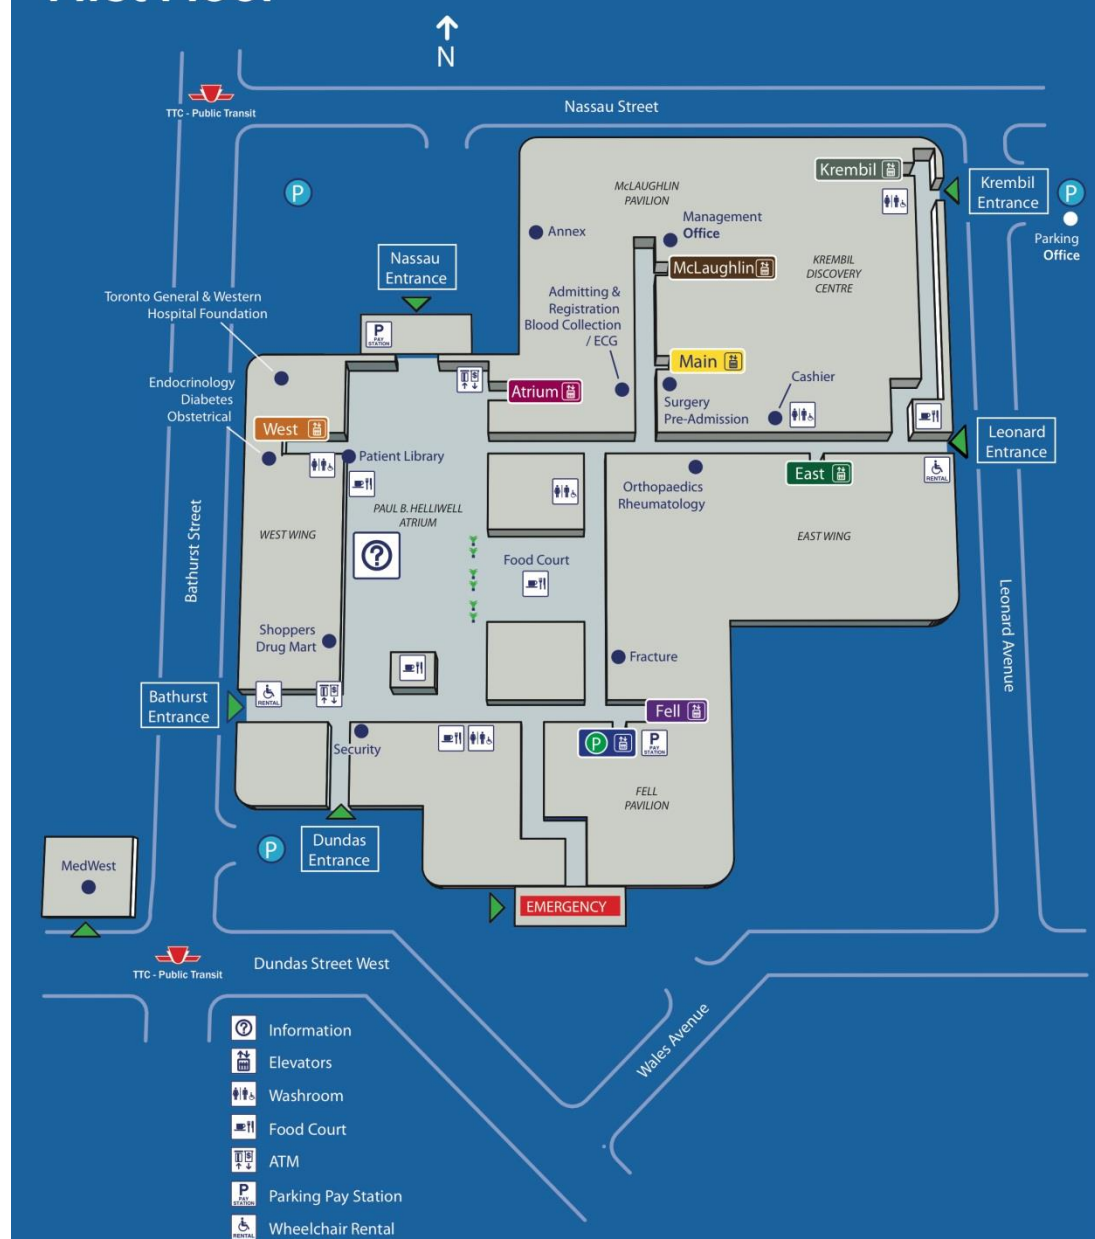 First Floor
N
TTC - Public Transit
Nassau Street
P
Krembil
McLAUGHLIN
PAVILION
Krembil
Entrance
P
Parking
Office
Annex
Management
Office
Nassau
Entrance
McLaughlin
KREMBIL
DISCOVERY
CENTRE
Toronto General & Western
Hospital Foundation
Admitting &
Registration
Blood Collection
/ ECG
P
PAY
STATION
Main
Cashier
Endocrinology
Diabetes
Obstetrical
Atrium
Surgery
Pre-Admission
West
Leonard
Entrance
Patient Library
East
RENTAL
Orthopaedics
Rheumatology
PAUL B. HELLIWELL
ATRIUM
WEST WING
EAST WING
Bathurst Street
?
Food Court
Leonard Avenue
Shoppers
Drug Mart
Fracture
RENTAL
Bathurst
Entrance
Fell
Security
P
P
PAY
STATION
FELL
PAVILION
P
Dundas
Entrance
MedWest
EMERGENCY
TTC - Public Transit
Dundas Street West
Wales Avenue
? Information
Elevators
Washroom
Food Court
ATM
P
PAY
STATION
Parking Pay Station
RENTAL
Wheelchair Rental